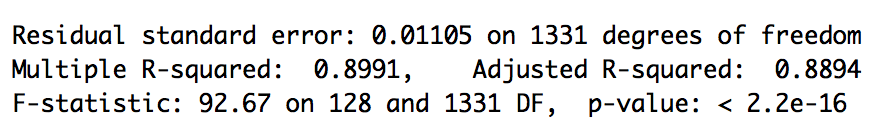 Residual standard error: 0.01105 on 1331 degrees of freedom
Multiple R-squared:  0.8991,    Adjusted R-squared:  0.8894
F-statistic: 92.67 on 128 and 1331 DF,  p-value: < 2.2e-16